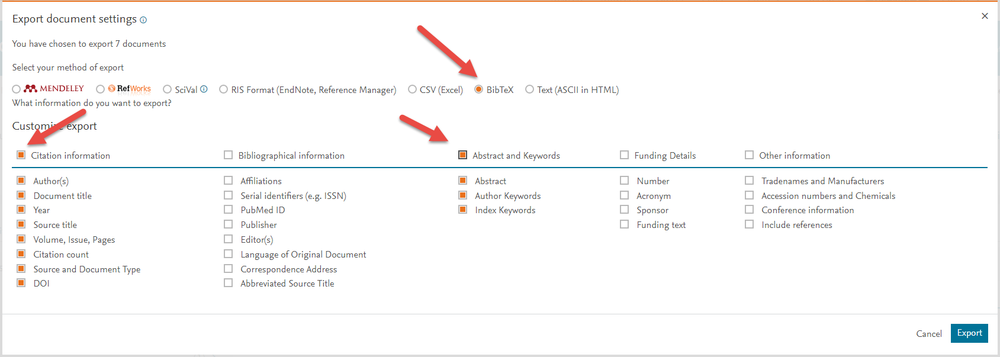 Export document settings
You have chosen to export 7 documents
Select your method of export
MENDELEY RefWorks SciVal RIS Format (EndNote, Reference Manager) CSV (Excel) BibTeX Text (ASCII in HTML)
What information do you want to export?
Customize export
Citation information Bibliographical information Abstract and Keywords Funding Details Other information
Author(s) Affiliations Abstract Number Tradenames and Manufacturers
Document title Serial identifiers (e.g. ISSN) Author Keywords Acronym Accession numbers and Chemicals
Year PubMed ID Index Keywords Sponsor Conference information
Source title Publisher Funding text Include references
Volume, Issue, Pages Editor(s)
Citation count Language of Original Document
Source and Document Type Correspondence Address
DOI Abbreviated Source Title
Cancel Export